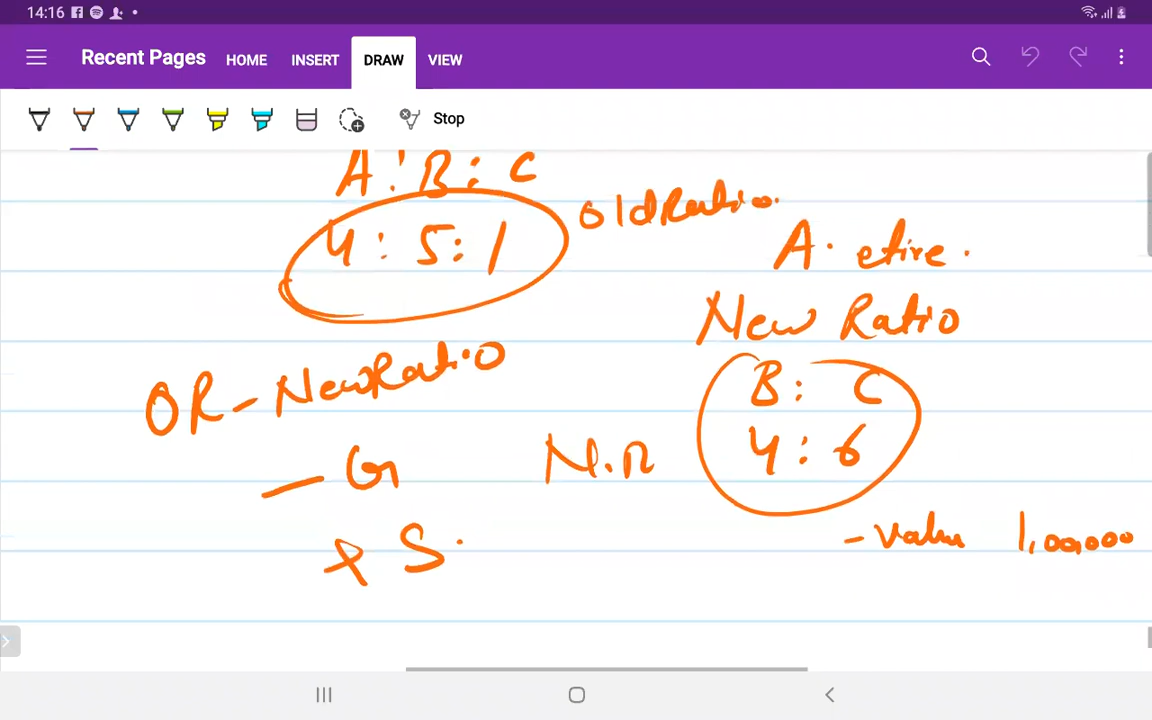 14:16
Recent Pages HOME INSERT DRAW VIEW
Stop
A : B : C
4 : 5 : 1
Old Ratio.
A. etire.
New Ratio
B : C
4 : 6
OR - New Ratio
- G
N.R
+ S.
- Value 1,00,000